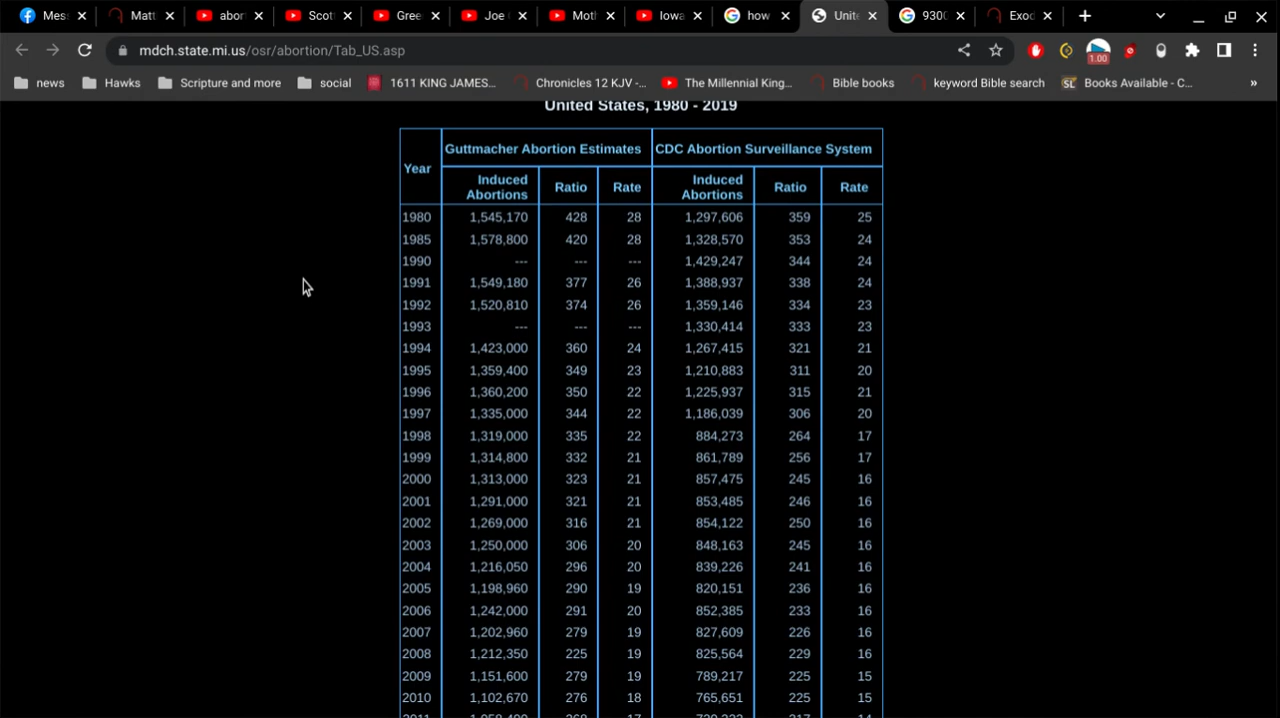 Mess Matt abor Scot Gree Joe Moth Iowa how Unit 9300 Exod
mdch.state.mi.us/osr/abortion/Tab_US.asp
1.00
news Hawks Scripture and more social 1611 KING JAMES... Chronicles 12 KJV -... The Millennial King... Bible books keyword Bible search SL Books Available - C... »
United States, 1980 - 2019
Year Guttmacher Abortion Estimates CDC Abortion Surveillance System
Induced Abortions Ratio Rate Induced Abortions Ratio Rate
1980 1,545,170 428 28 1,297,606 359 25
1985 1,578,800 420 28 1,328,570 353 24
1990 --- --- --- 1,429,247 344 24
1991 1,549,180 377 26 1,388,937 338 24
1992 1,520,810 374 26 1,359,146 334 23
1993 --- --- --- 1,330,414 333 23
1994 1,423,000 360 24 1,267,415 321 21
1995 1,359,400 349 23 1,210,883 311 20
1996 1,360,200 350 22 1,225,937 315 21
1997 1,335,000 344 22 1,186,039 306 20
1998 1,319,000 335 22 884,273 264 17
1999 1,314,800 332 21 861,789 256 17
2000 1,313,000 323 21 857,475 245 16
2001 1,291,000 321 21 853,485 246 16
2002 1,269,000 316 21 854,122 250 16
2003 1,250,000 306 20 848,163 245 16
2004 1,216,050 296 20 839,226 241 16
2005 1,198,960 290 19 820,151 236 16
2006 1,242,000 291 20 852,385 233 16
2007 1,202,960 279 19 827,609 226 16
2008 1,212,350 225 19 825,564 229 16
2009 1,151,600 279 19 789,217 225 15
2010 1,102,670 276 18 765,651 225 15
2011